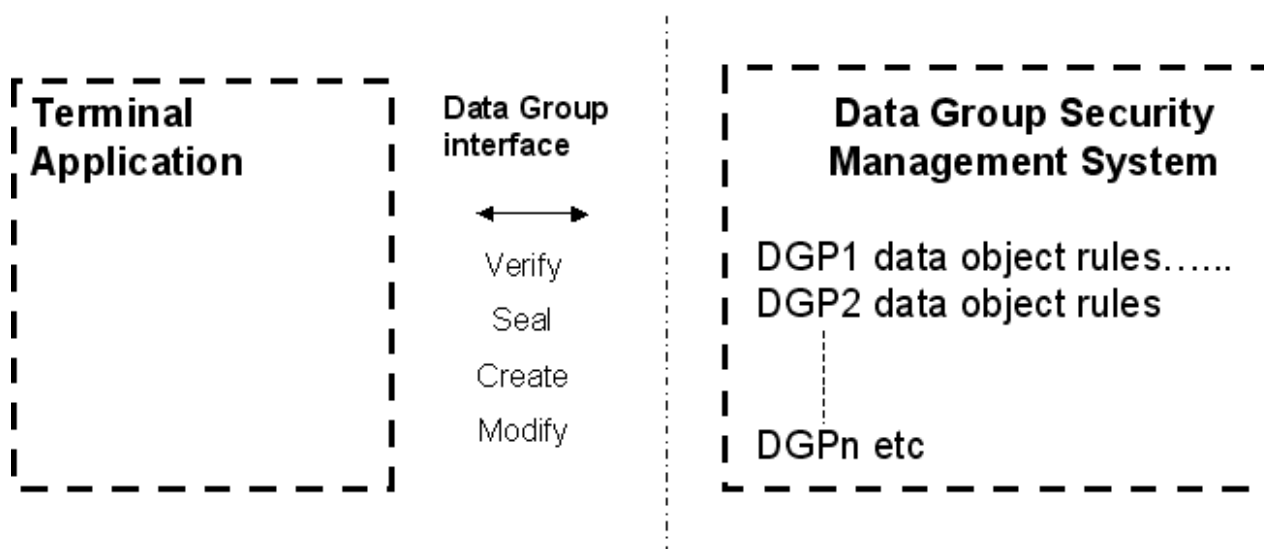 Terminal
Application
Data Group
interface
Verify
Seal
Create
Modify
Data Group Security
Management System
DGP1 data object rules......
DGP2 data object rules
DGPn etc